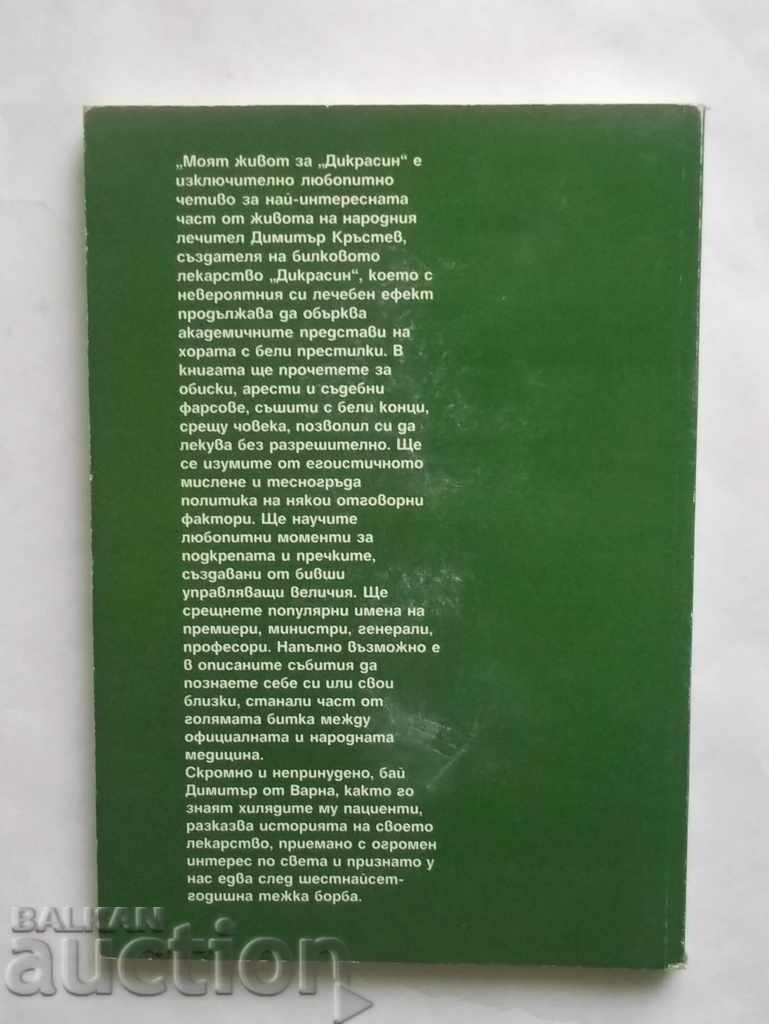 „Моят живот за „Дикрасин“ е
изключително любопитно
четиво за най-интересната
част от живота на народния
лечител Димитър Кръстев,
създателя на билковото
лекарство „Дикрасин“, което с
невероятния си лечебен ефект
продължава да обърква
академичните представи на
хората с бели престилки. В
книгата ще прочетете за
обиски, арести и съдебни
фарсове, съшити с бели конци,
срещу човека, позволил си да
лекува без разрешително. Ще
се изумите от егоистичното
мислене и тесногръда
политика на някои отговорни
фактори. Ще научите
любопитни моменти за
подкрепата и пречките,
създавани от бивши
управляващи величия. Ще
срещнете популярни имена на
премиери, министри, генерали,
професори. Напълно възможно е
в описаните събития да
познаете себе си или свои
близки, станали част от
голямата битка между
официалната и народната
медицина.
Скромно и непринудено, бай
Димитър от Варна, както го
знаят хилядите му пациенти,
разказва историята на своето
лекарство, приемано с огромен
интерес по света и признато у
нас едва след шестнайсет-
годишна тежка борба.
BALKAN
auction